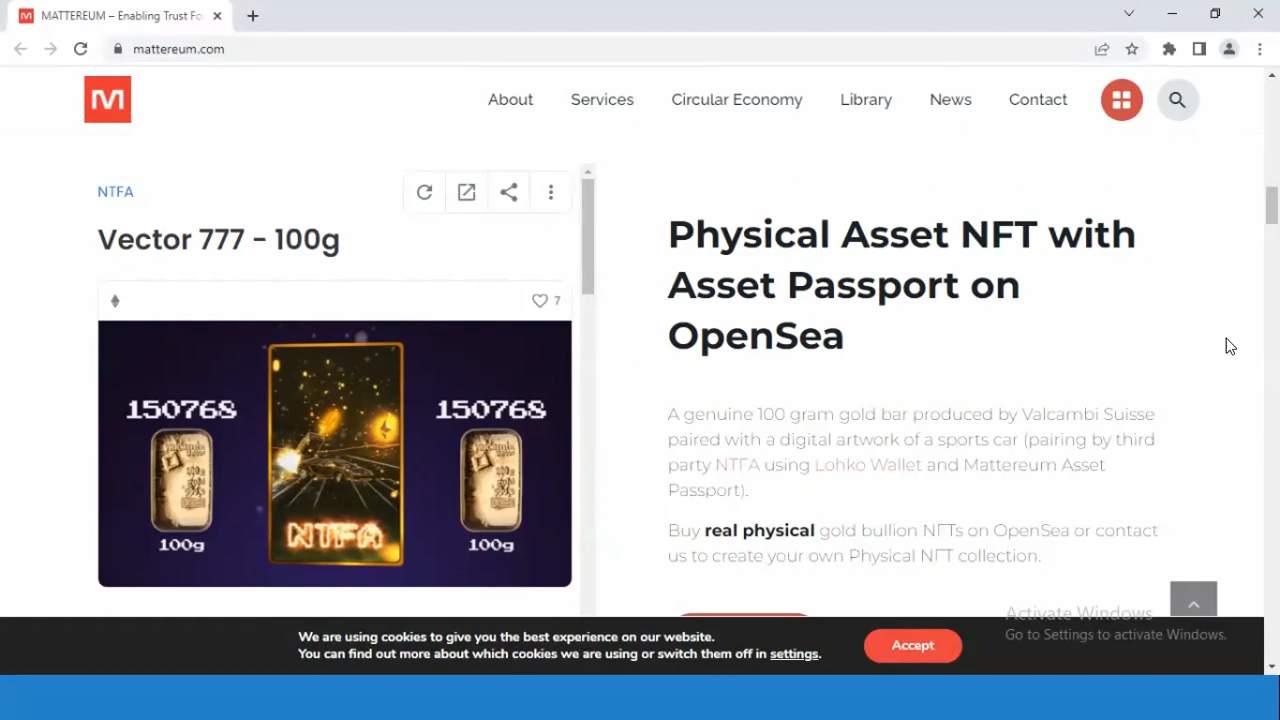 MATTEREUM – Enabling Trust Fo
mattereum.com
M
About Services Circular Economy Library News Contact
NTFA
Vector 777 - 100g
7
150768
150768
100g
100g
NTFA
Physical Asset NFT with
Asset Passport on
OpenSea
A genuine 100 gram gold bar produced by Valcambi Suisse
paired with a digital artwork of a sports car (pairing by third
party NTFA using Lohko Wallet and Mattereum Asset
Passport).
Buy real physical gold bullion NFTs on OpenSea or contact
us to create your own Physical NFT collection.
Activate Windows
Go to Settings to activate Windows.
We are using cookies to give you the best experience on our website.
You can find out more about which cookies we are using or switch them off in settings.
Accept